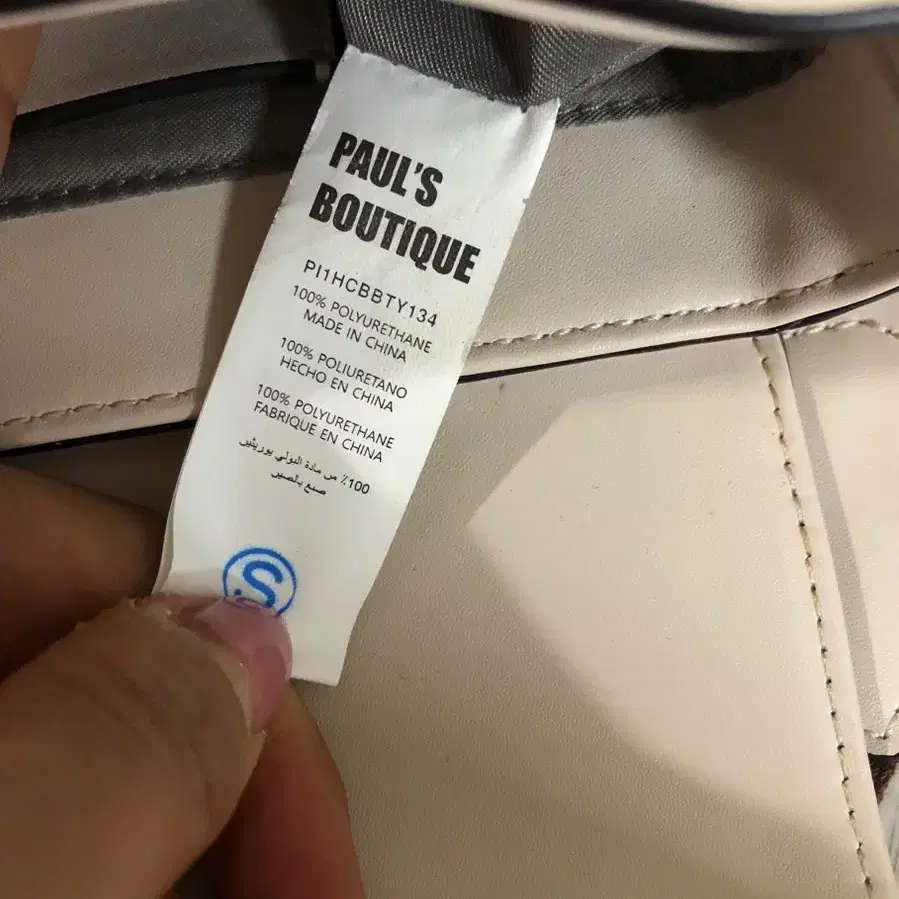 PAUL'S
BOUTIQUE
PI1HCBBTY134
100% POLYURETHANE
MADE IN CHINA
100% POLIURETANO
HECHO EN CHINA
100% POLYURETHANE
FABRIQUE EN CHINA
100٪ من مادة البولي يوريثين
صنع بالصين
S